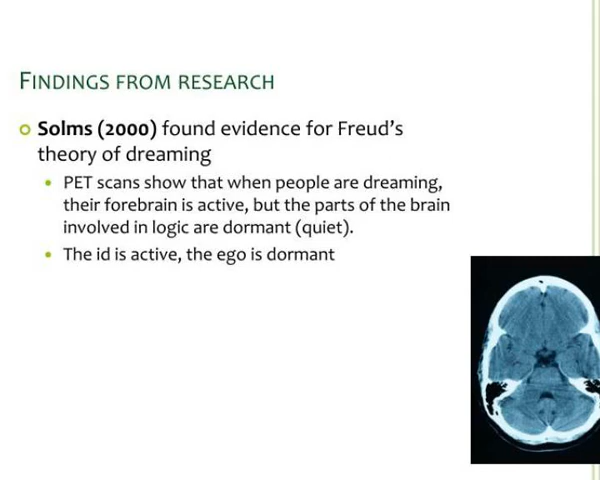 FINDINGS FROM RESEARCH
Solms (2000) found evidence for Freud's
theory of dreaming
PET scans show that when people are dreaming,
their forebrain is active, but the parts of the brain
involved in logic are dormant (quiet).
The id is active, the ego is dormant